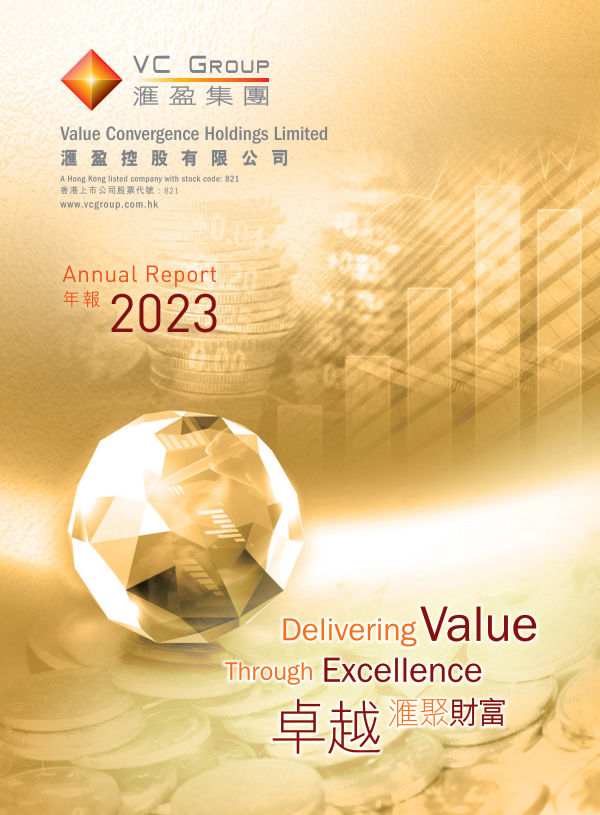 VC GROUP
滙盈集團
Value Convergence Holdings Limited
滙盈控股有限公司
A Hong Kong listed company with stock code: 821
香港上市公司股票代號：821
www.vcgroup.com.hk
Annual Report
年報 2023
Delivering Value
Through Excellence
卓越 滙聚財富